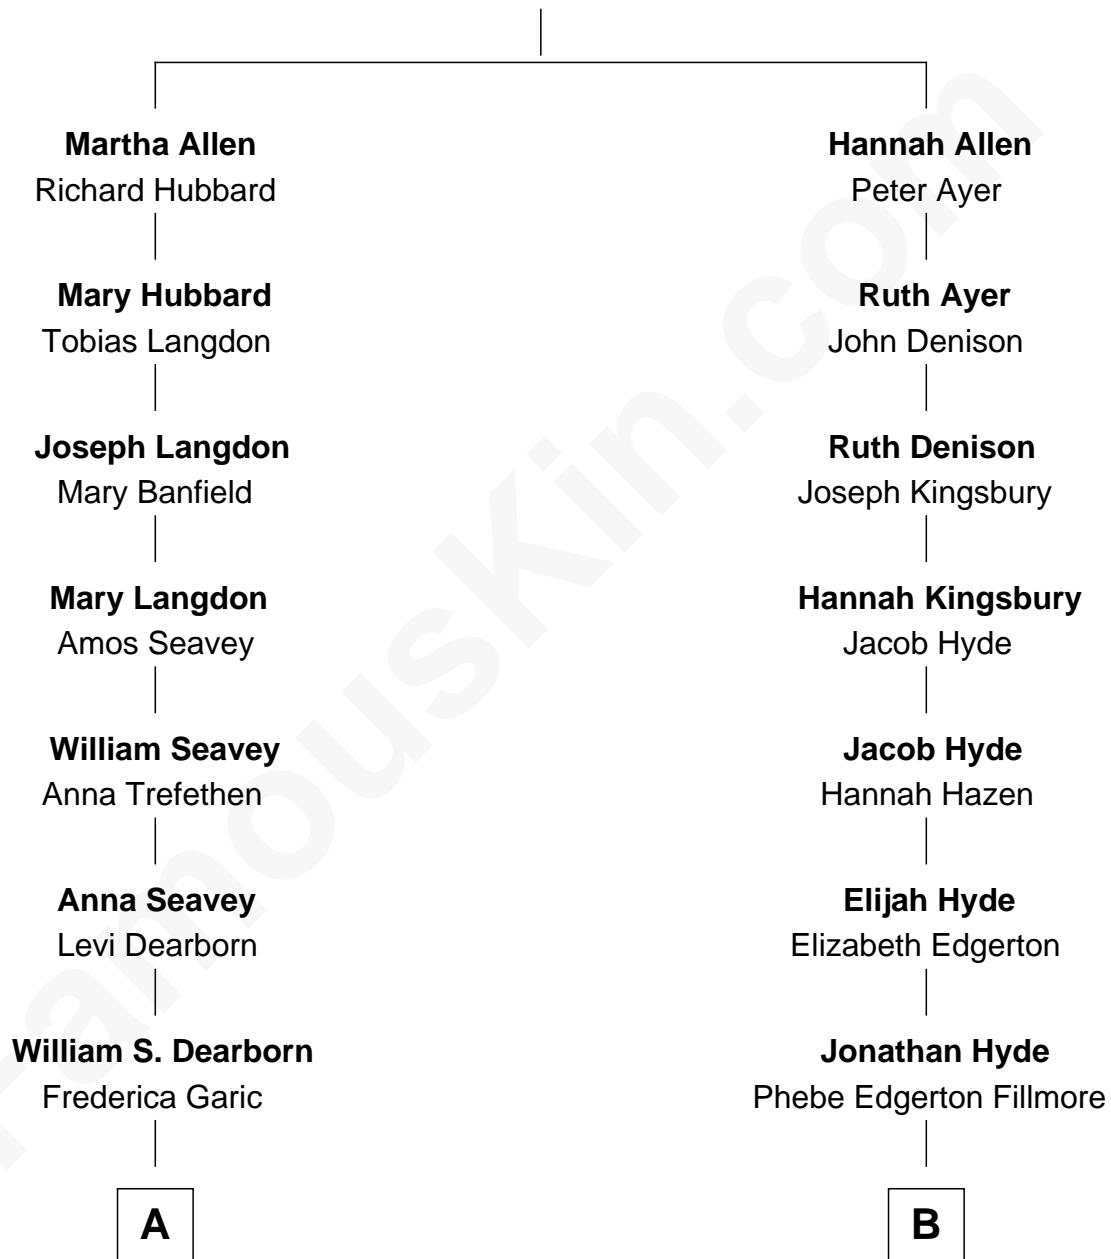 Martha Allen
Richard Hubbard
Mary Hubbard
Tobias Langdon
Joseph Langdon
Mary Banfield
Mary Langdon
Amos Seavey
William Seavey
Anna Trefethen
Anna Seavey
Levi Dearborn
William S. Dearborn
Frederica Garic
A
Hannah Allen
Peter Ayer
Ruth Ayer
John Denison
Ruth Denison
Joseph Kingsbury
Hannah Kingsbury
Jacob Hyde
Jacob Hyde
Hannah Hazen
Elijah Hyde
Elizabeth Edgerton
Jonathan Hyde
Phebe Edgerton Fillmore
B
FamousKin.com